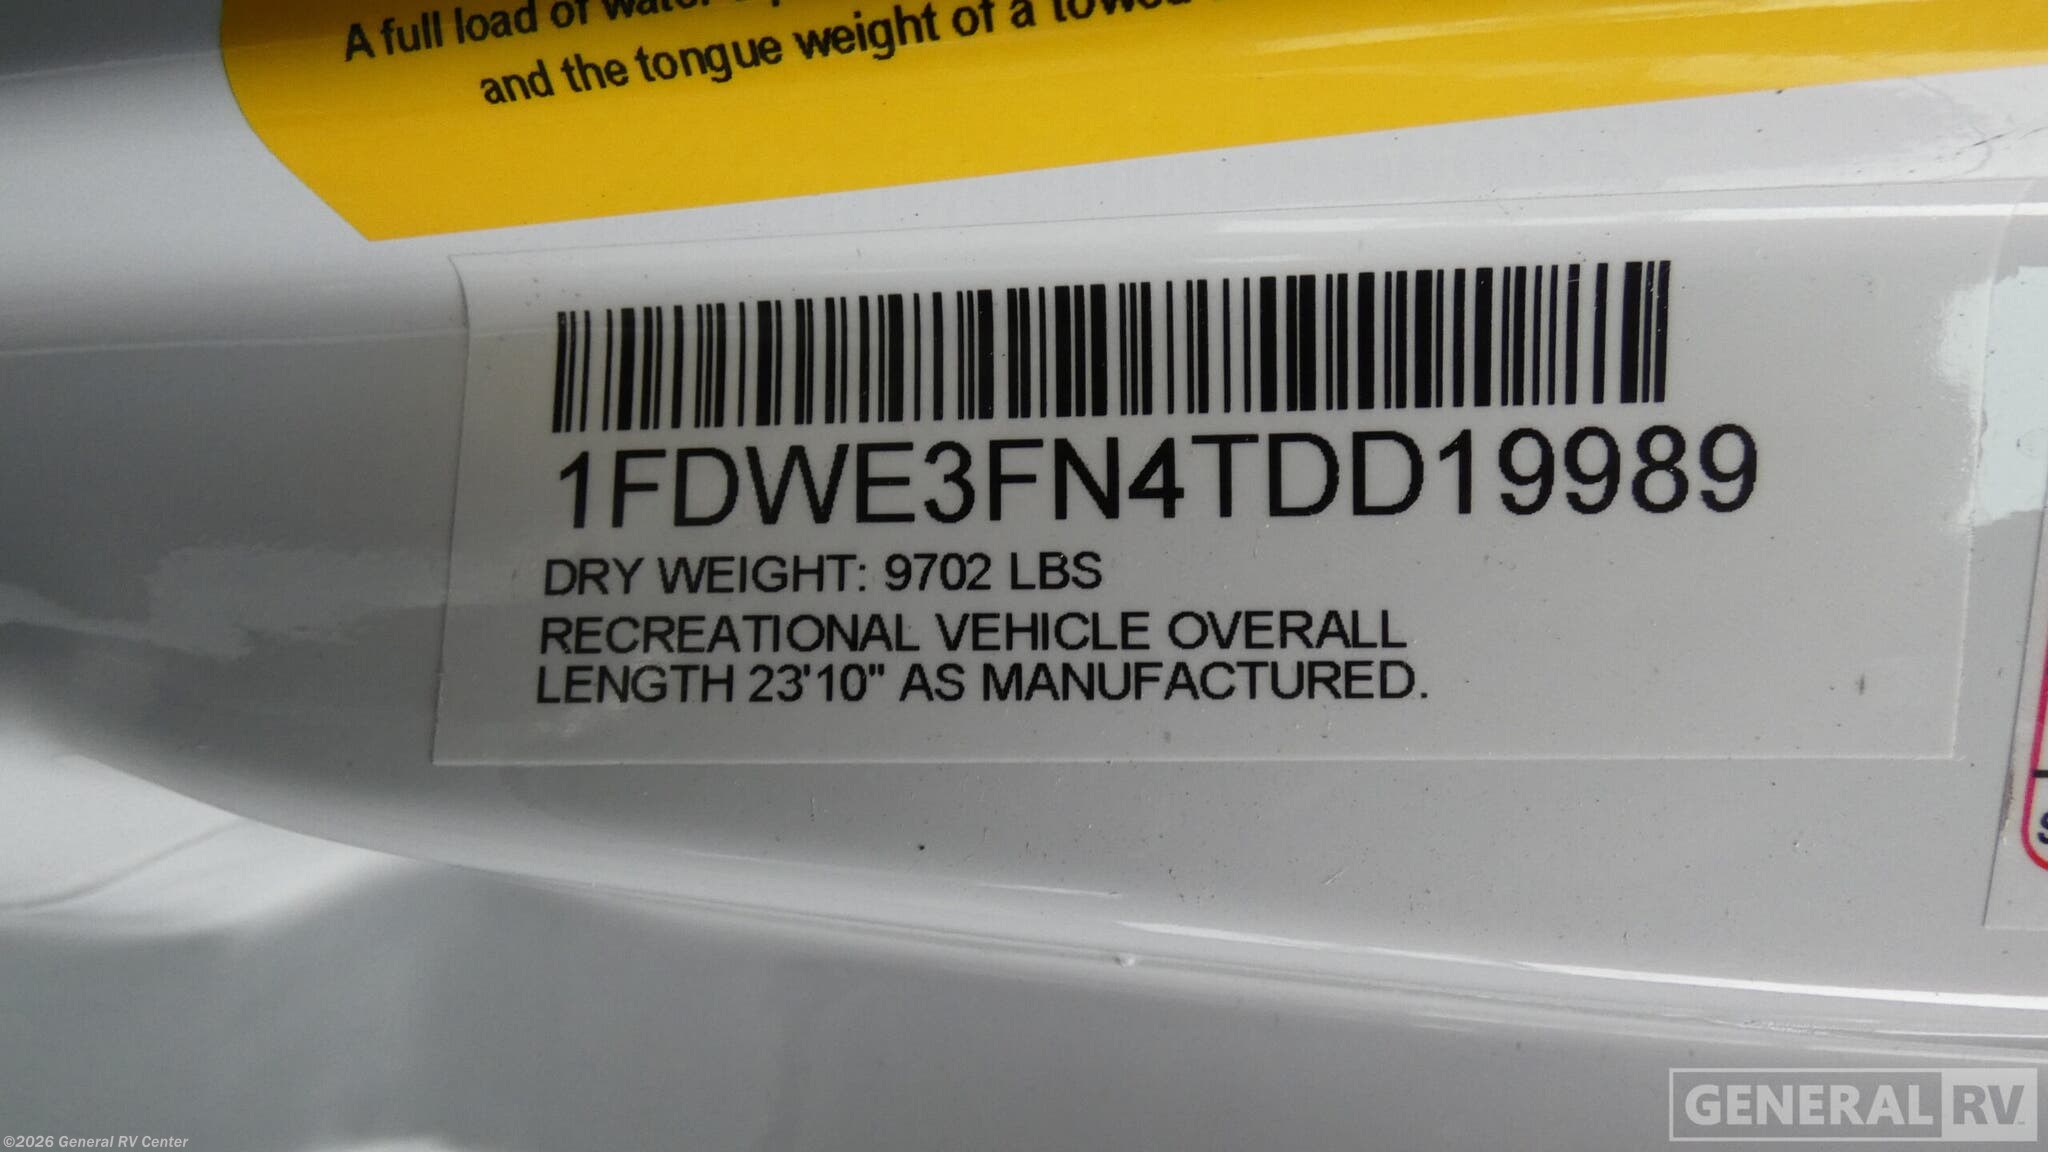 A full load of water
and the tongue weight of a towed
1FDWE3FN4TDD19989
DRY WEIGHT: 9702 LBS
RECREATIONAL VEHICLE OVERALL
LENGTH 23'10" AS MANUFACTURED.
GENERAL RV
©2026 General RV Center